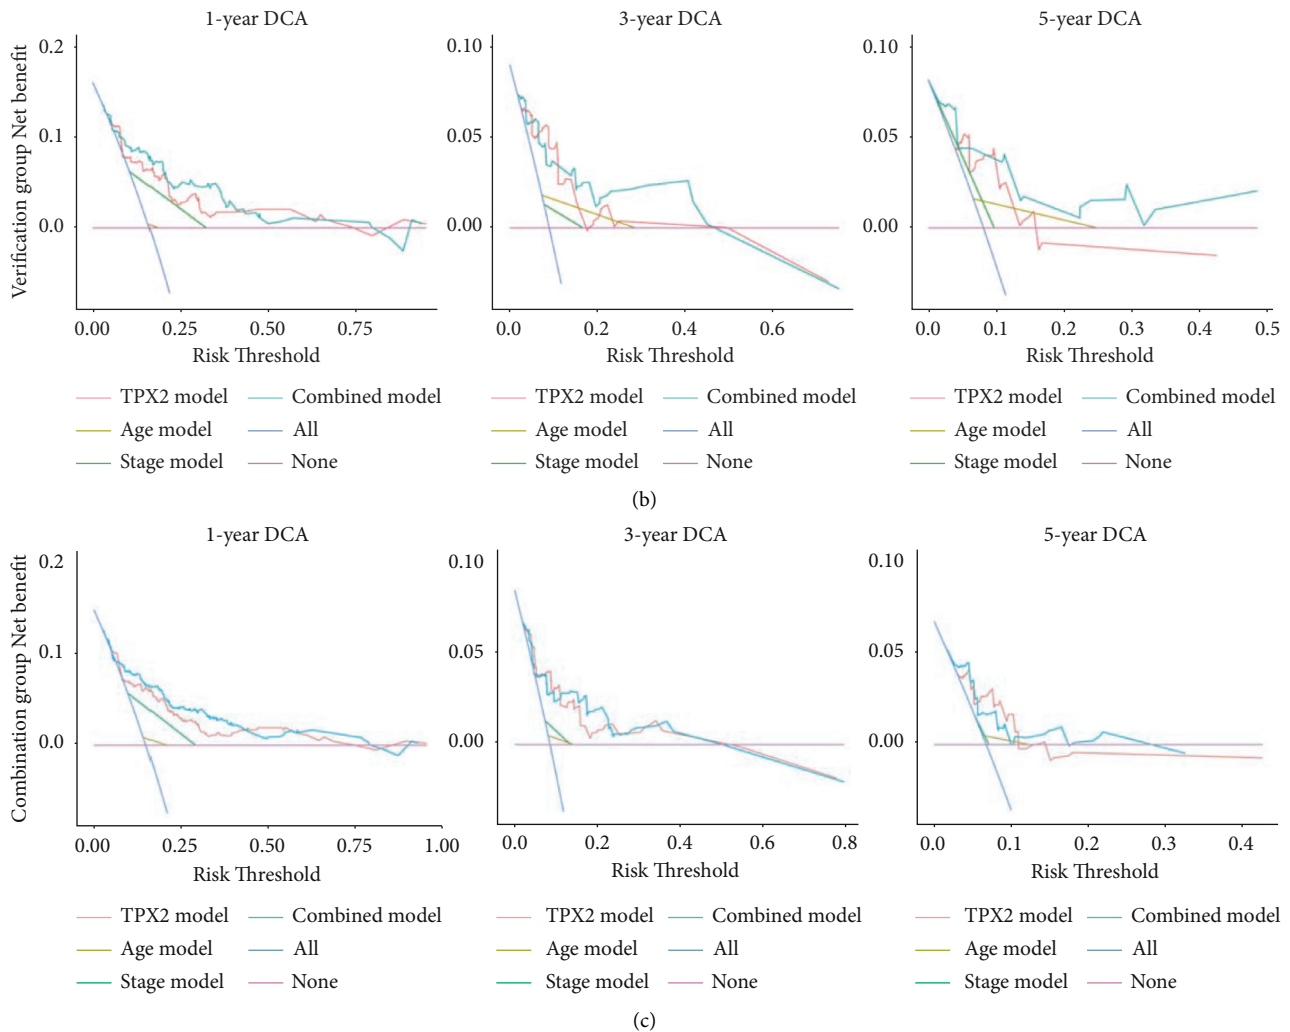 1-year DCA
3-year DCA
5-year DCA
Verification group Net benefit
0.2
0.1
0.0
0.00 0.25 0.50 0.75
Risk Threshold
0.10
0.05
0.00
0.0 0.2 0.4 0.6
Risk Threshold
0.10
0.05
0.00
0.0 0.1 0.2 0.3 0.4 0.5
Risk Threshold
TPX2 model Combined model
Age model All
Stage model None
TPX2 model Combined model
Age model All
Stage model None
TPX2 model Combined model
Age model All
Stage model None
(b)
1-year DCA
3-year DCA
5-year DCA
Combination group Net benefit
0.2
0.1
0.0
0.00 0.25 0.50 0.75 1.00
Risk Threshold
0.10
0.05
0.00
0.0 0.2 0.4 0.6 0.8
Risk Threshold
0.10
0.05
0.00
0.0 0.1 0.2 0.3 0.4
Risk Threshold
TPX2 model Combined model
Age model All
Stage model None
TPX2 model Combined model
Age model All
Stage model None
TPX2 model Combined model
Age model All
Stage model None
(c)